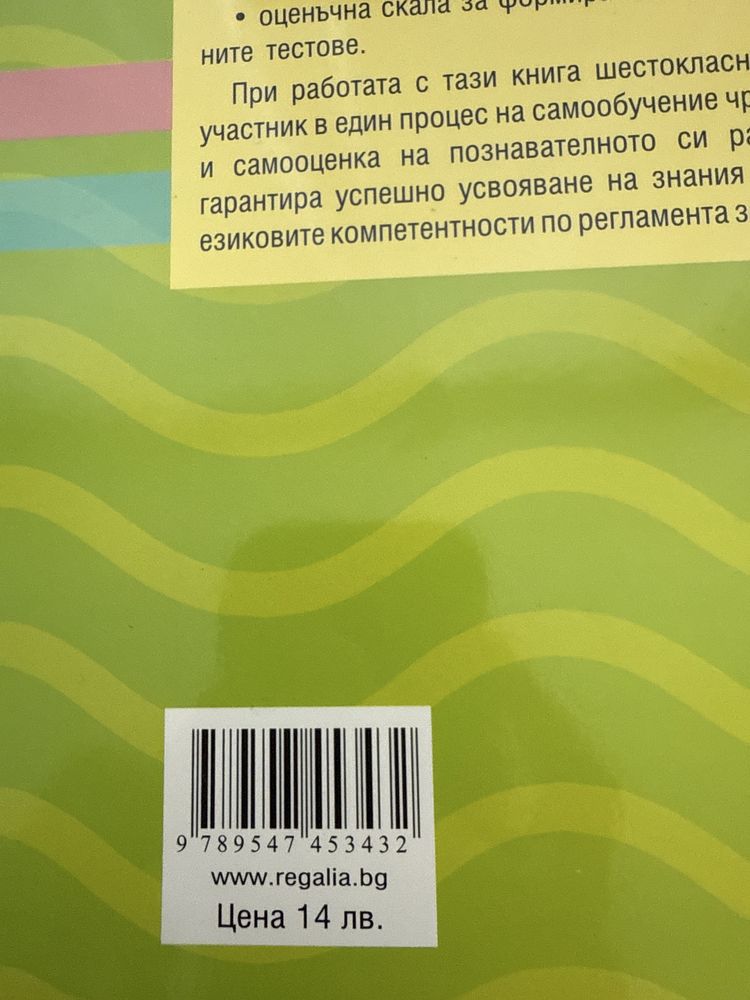 • оценъчна скала за
ните тестове.
При работата с тази книга
участник в един процес на самообучение
и самооценка на познавателното си
гарантира успешно усвояване на знания
езиковите компетентности по регламента
9 789547 453432
www.regalia.bg
Цена 14 лв.